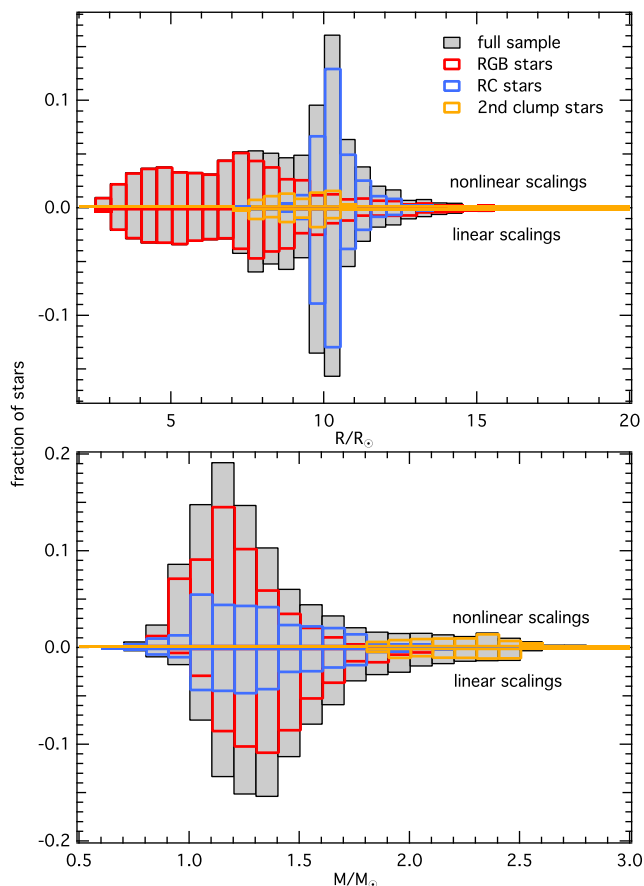 full sample
RGB stars
RC stars
2nd clump stars
0.1
nonlinear scalings
0.0
linear scalings
-0.1
5 10 15 20
R/R☉
fraction of stars
0.2
0.1
nonlinear scalings
0.0
linear scalings
-0.1
-0.2
0.5 1.0 1.5 2.0 2.5 3.0
M/M☉